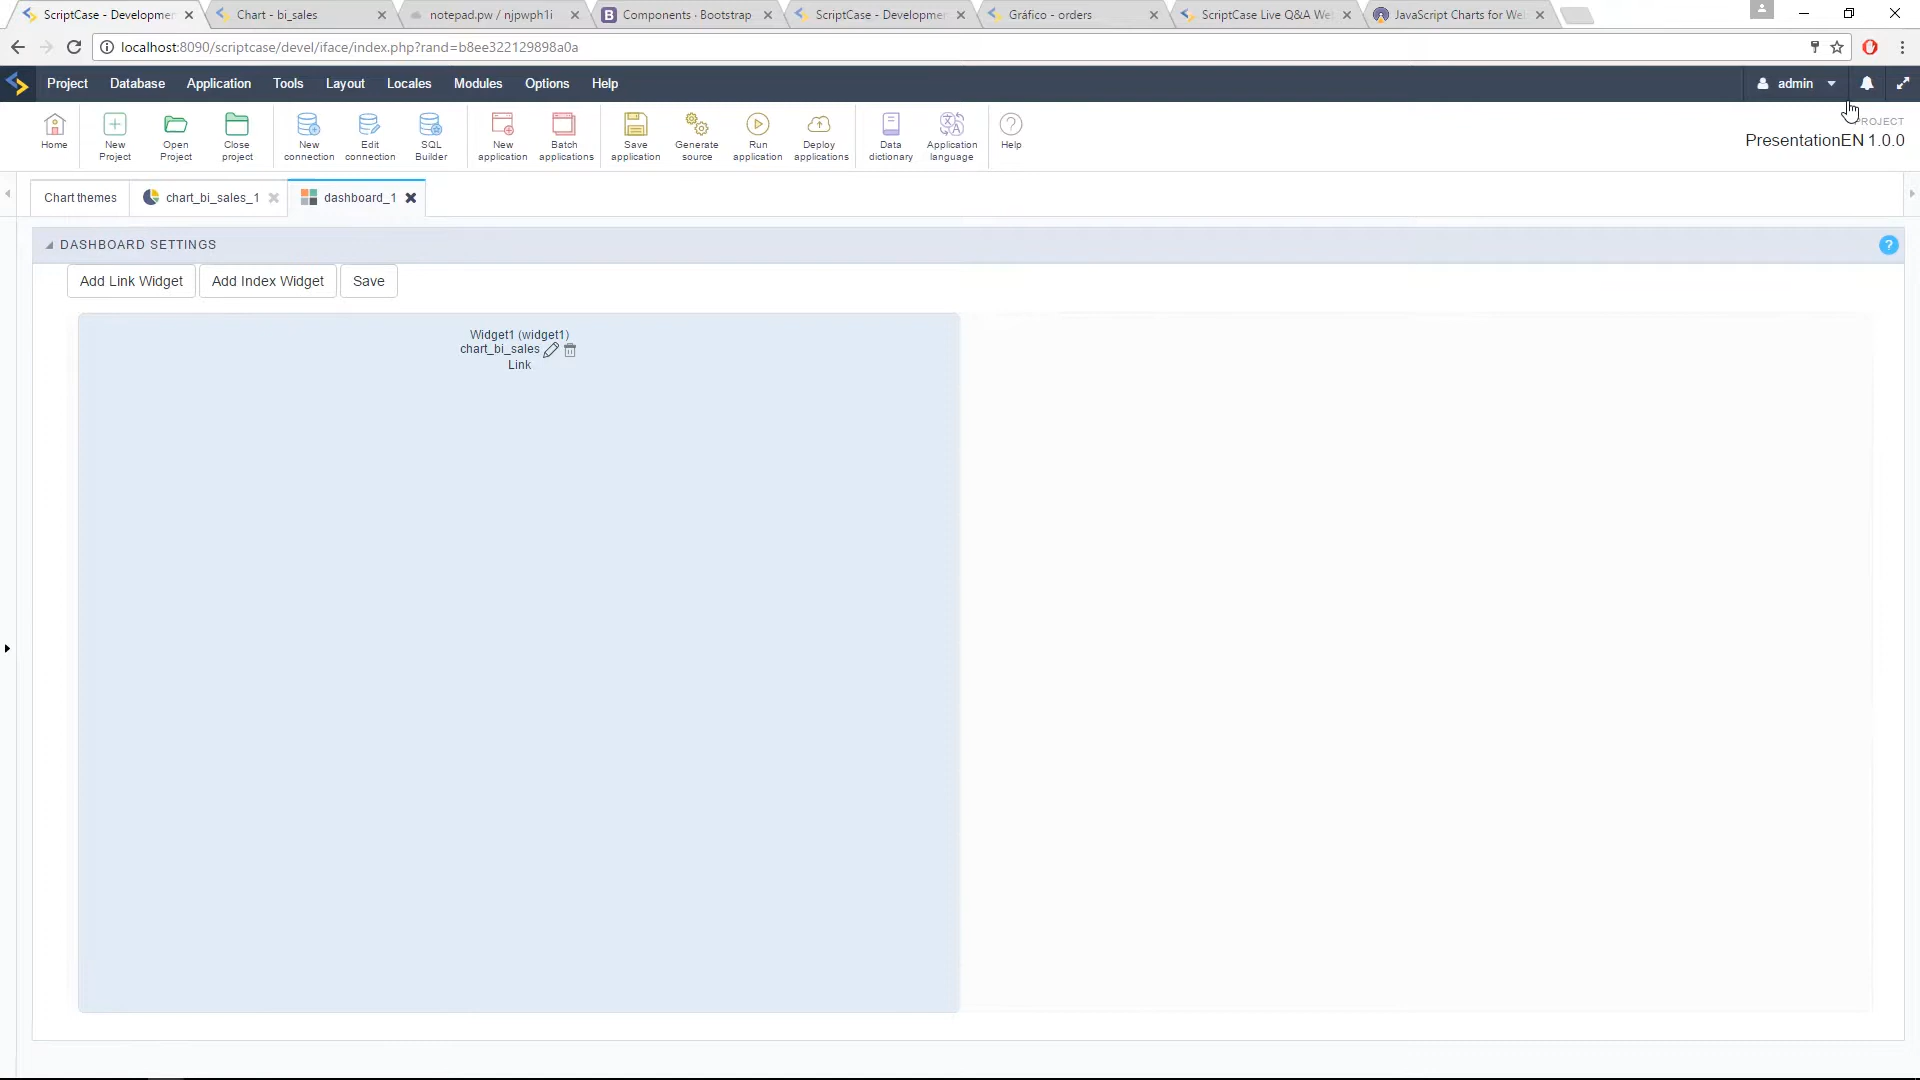 ScriptCase - Developmen
Chart - bi_sales
notepad.pw / njpwph1i
Components · Bootstrap
ScriptCase - Developmen
Gráfico - orders
ScriptCase Live Q&A We
JavaScript Charts for We
localhost:8090/scriptcase/devel/iface/index.php?rand=b8ee322129898a0a
Project
Database
Application
Tools
Layout
Locales
Modules
Options
Help
admin
Home
New
Project
Open
Project
Close
project
New
connection
Edit
connection
SQL
Builder
New
application
Batch
applications
Save
application
Generate
source
Run
application
Deploy
applications
Data
dictionary
Application
language
Help
PROJECT
PresentationEN 1.0.0
Chart themes
chart_bi_sales_1
dashboard_1
DASHBOARD SETTINGS
?
Add Link Widget
Add Index Widget
Save
Widget1 (widget1)
chart_bi_sales
Link